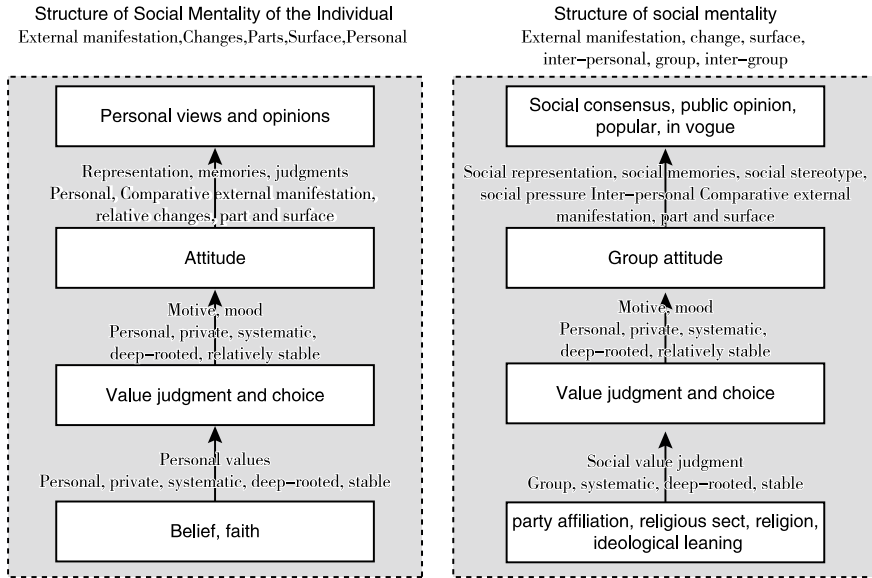 Structure of Social Mentality of the Individual
External manifestation,Changes,Parts,Surface,Personal
Personal views and opinions
Representation, memories, judgments
Personal, Comparative external manifestation,
relative changes, part and surface
Attitude
Motive, mood
Personal, private, systematic,
deep-rooted, relatively stable
Value judgment and choice
Personal values
Personal, private, systematic, deep-rooted, stable
Belief, faith
Structure of social mentality
External manifestation, change, surface,
inter-personal, group, inter-group
Social consensus, public opinion,
popular, in vogue
Social representation, social memories, social stereotype,
social pressure Inter-personal Comparative external
manifestation, part and surface
Group attitude
Motive, mood
Personal, private, systematic,
deep-rooted, relatively stable
Value judgment and choice
Social value judgment
Group, systematic, deep-rooted, stable
party affiliation, religious sect, religion,
ideological leaning